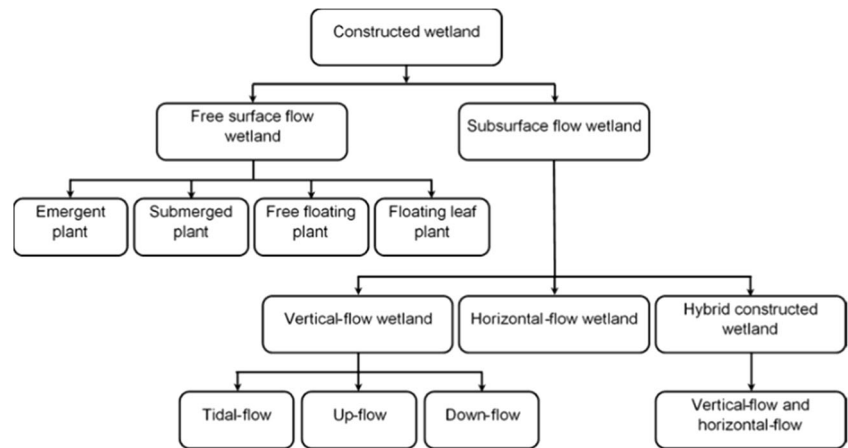 Constructed wetland
Free surface flow
wetland
Subsurface flow wetland
Emergent
plant
Submerged
plant
Free floating
plant
Floating leaf
plant
Vertical-flow wetland
Horizontal-flow wetland
Hybrid constructed
wetland
Tidal-flow
Up-flow
Down-flow
Vertical-flow and
horizontal-flow